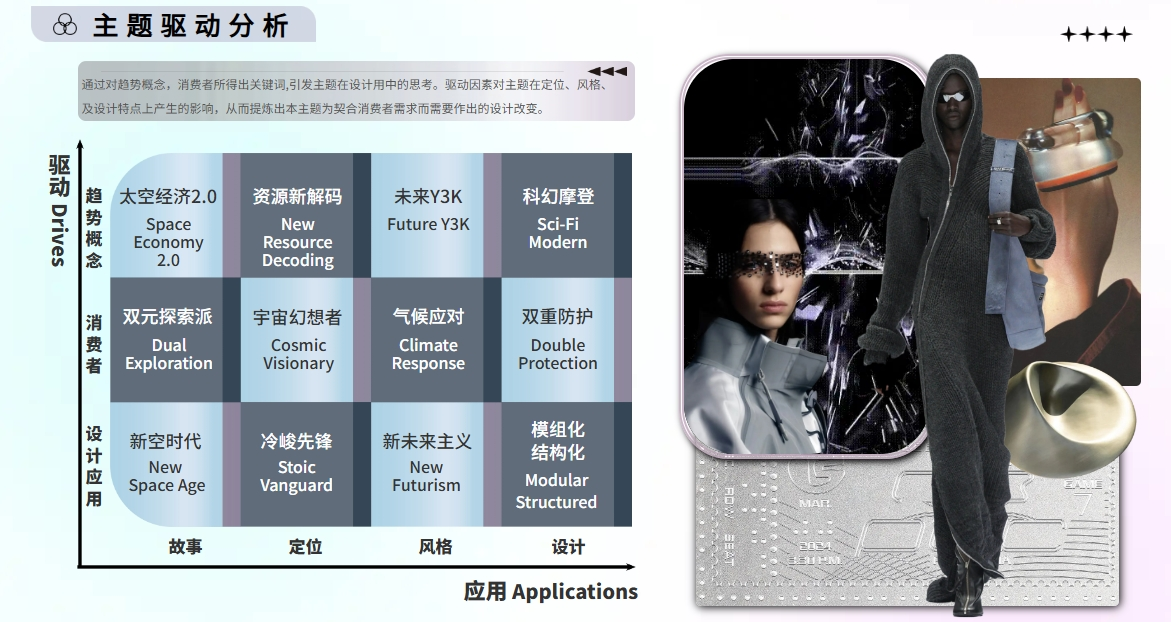 主题驱动分析
通过对趋势概念，消费者所得出关键词,引发主题在设计用中的思考。驱动因素对主题在定位、风格、
及设计特点上产生的影响，从而提炼出本主题为契合消费者需求而需要作出的设计改变。
驱动 Drives
趋势概念
太空经济2.0
Space
Economy
2.0
资源新解码
New
Resource
Decoding
未来Y3K
Future Y3K
科幻摩登
Sci-Fi
Modern
消费者
双元探索派
Dual
Exploration
宇宙幻想者
Cosmic
Visionary
气候应对
Climate
Response
双重防护
Double
Protection
设计应用
新空时代
New
Space Age
冷峻先锋
Stoic
Vanguard
新未来主义
New
Futurism
模组化
结构化
Modular
Structured
故事
定位
风格
设计
应用 Applications
ROW
SEAT
MAR.
2024
3:30 PM
GAME
7